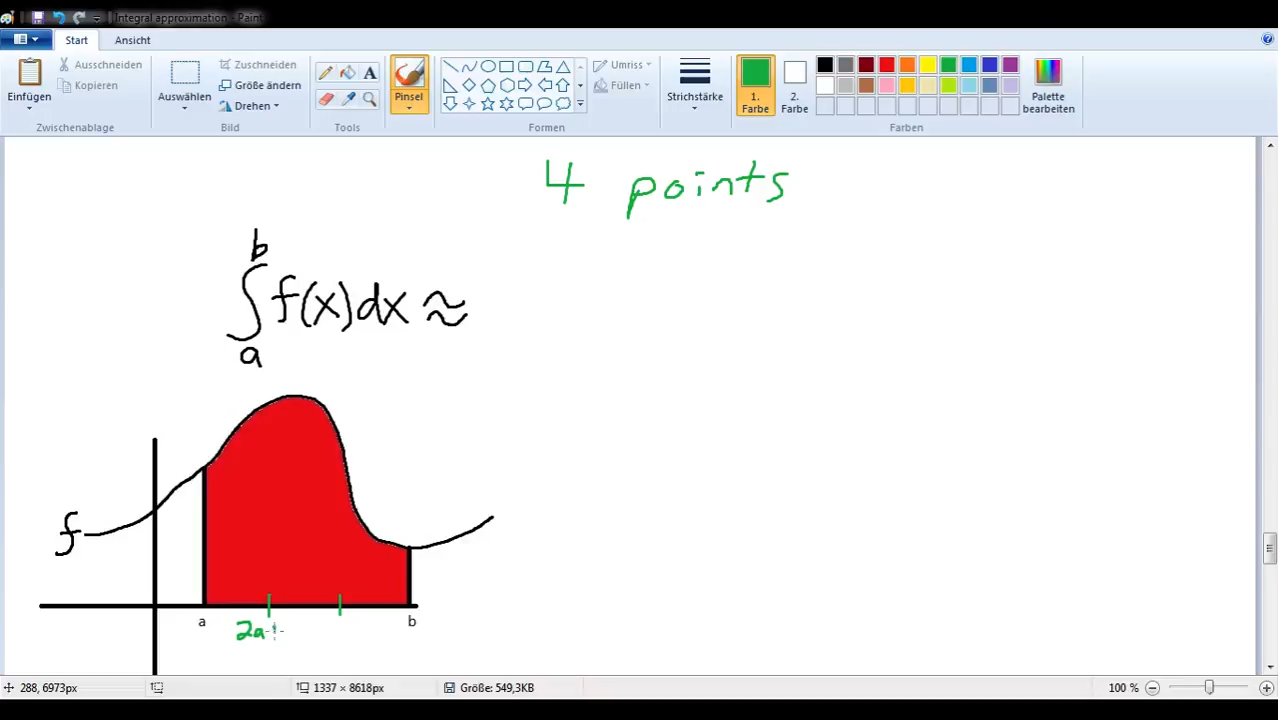 Integral approximation - Paint
Start Ansicht
Einfügen
Ausschneiden
Kopieren
Zwischenablage
Auswählen
Größe ändern
Drehen
Bild
A
Tools
Pinsel
Umriss
Füllen
Formen
Strichstärke
1. Farbe
2. Farbe
Palette bearbeiten
Farben
4 points
b
∫f(x)dx≈
a
f
a
b
2a
288, 6973px
1337 × 8618px
Größe: 549,3KB
100 %